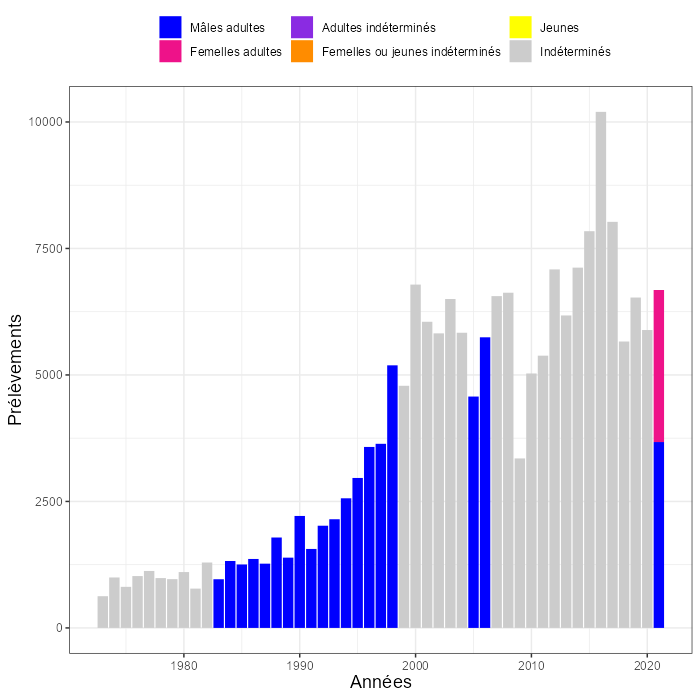 Mâles adultes Adultes indéterminés Jeunes
Femelles adultes Femelles ou jeunes indéterminés Indéterminés
10000
7500
5000
2500
0
Prélèvements
1980 1990 2000 2010 2020
Années